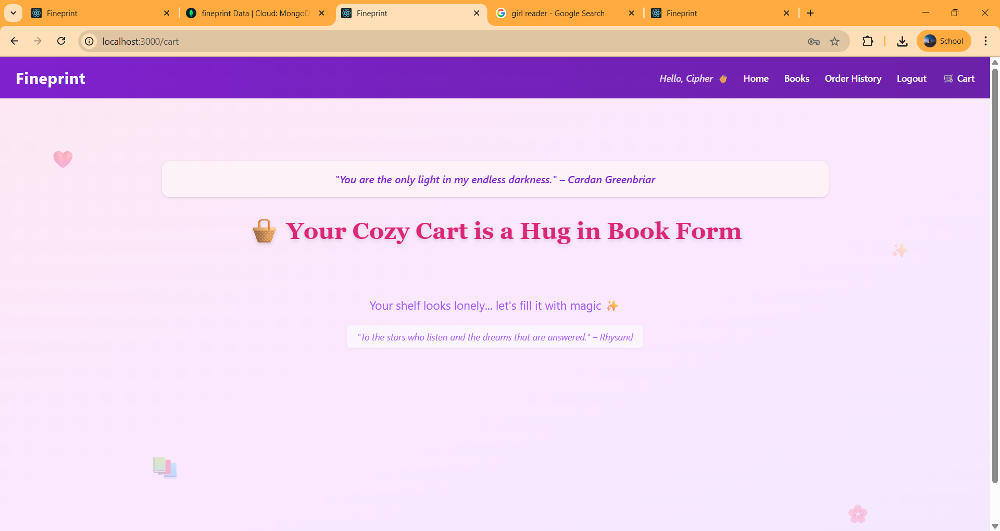 Fineprint
fineprint Data | Cloud: MongoD
Fineprint
girl reader - Google Search
Fineprint
localhost:3000/cart
School
Fineprint
Hello, Cipher 👋 Home Books Order History Logout 🛒 Cart
"You are the only light in my endless darkness." – Cardan Greenbriar
🧺 Your Cozy Cart is a Hug in Book Form
Your shelf looks lonely... let's fill it with magic ✨
"To the stars who listen and the dreams that are answered." – Rhysand